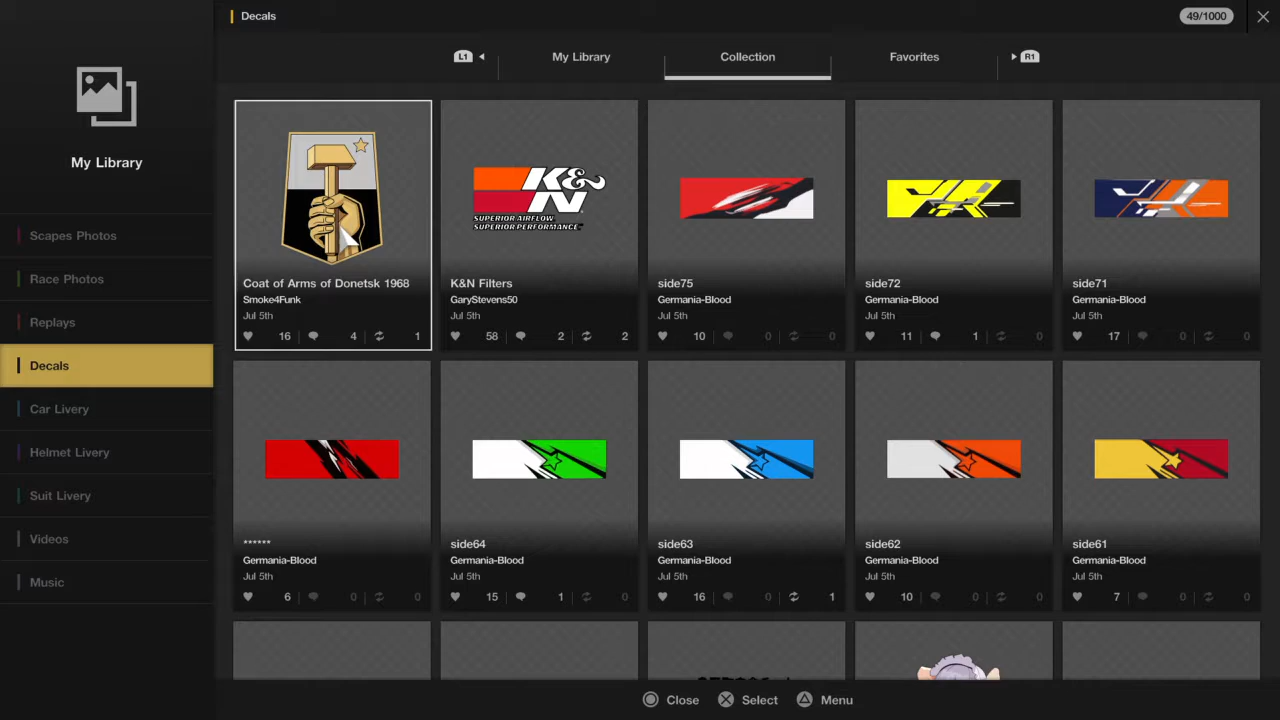 Decals
49/1000
L1
My Library
Collection
Favorites
R1
My Library
Scapes Photos
Race Photos
Replays
Decals
Car Livery
Helmet Livery
Suit Livery
Videos
Music
Coat of Arms of Donetsk 1968
Smoke4Funk
Jul 5th
16 4 1
K&N
SUPERIOR AIRFLOW
SUPERIOR PERFORMANCE
K&N Filters
GaryStevens50
Jul 5th
58 2 2
side75
Germania-Blood
Jul 5th
10 0 0
side72
Germania-Blood
Jul 5th
11 1 0
side71
Germania-Blood
Jul 5th
17 0 0
******
Germania-Blood
Jul 5th
6 0 0
side64
Germania-Blood
Jul 5th
15 1 0
side63
Germania-Blood
Jul 5th
16 0 1
side62
Germania-Blood
Jul 5th
10 0 0
side61
Germania-Blood
Jul 5th
7 0 0
Close
Select
Menu